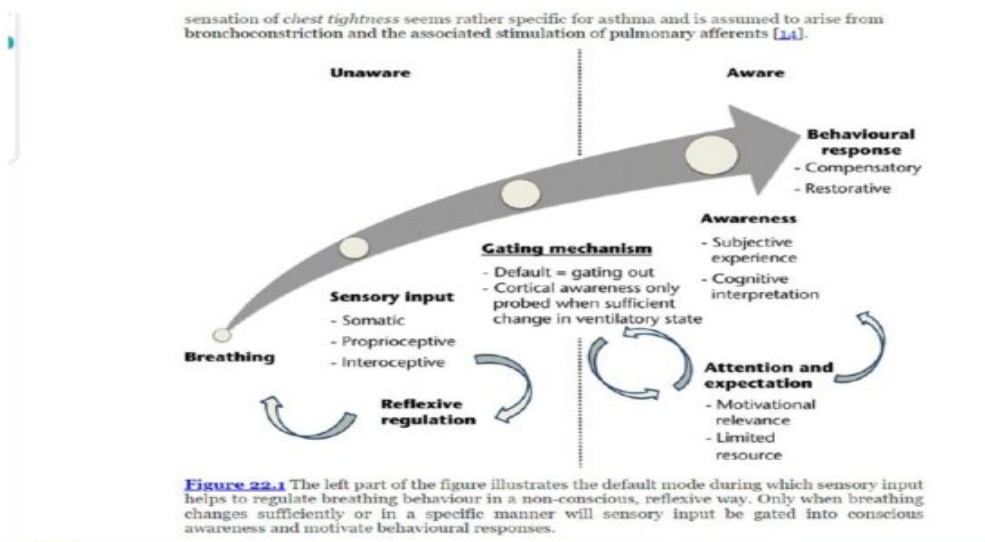 sensation of chest tightness seems rather specific for asthma and is assumed to arise from
bronchoconstriction and the associated stimulation of pulmonary afferents [14].
Unaware
Aware
Behavioural
response
- Compensatory
- Restorative
Awareness
- Subjective
experience
- Cognitive
interpretation
Gating mechanism
- Default = gating out
- Cortical awareness only
probed when sufficient
change in ventilatory state
Sensory input
- Somatic
- Proprioceptive
- Interoceptive
Breathing
Reflexive
regulation
Attention and
expectation
- Motivational
relevance
- Limited
resource
Figure 22.1 The left part of the figure illustrates the default mode during which sensory input
helps to regulate breathing behaviour in a non-conscious, reflexive way. Only when breathing
changes sufficiently or in a specific manner will sensory input be gated into conscious
awareness and motivate behavioural responses.